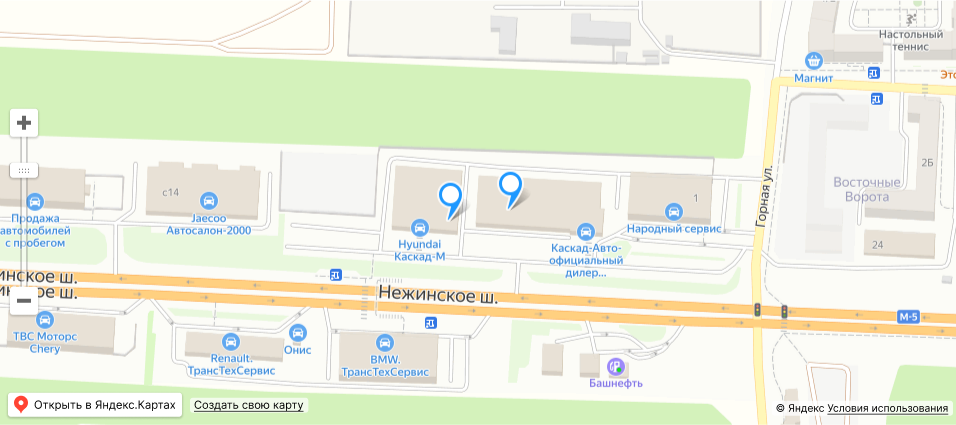 Настольный
теннис
Магнит
Это
2Б
Восточные
Ворота
24
Горная ул.
с14
Jaecoo
Автосалон-2000
Продажа
автомобилей
с пробегом
Hyundai
Каскад-М
1
Народный сервис
Каскад-Авто-
официальный
дилер...
инское ш.
инское ш.
Нежинское ш.
М-5
ТВС Моторс
Chery
Renault.
ТрансТехСервис
Онис
BMW.
ТрансТехСервис
Башнефть
Открыть в Яндекс.Картах
Создать свою карту
© Яндекс Условия использования